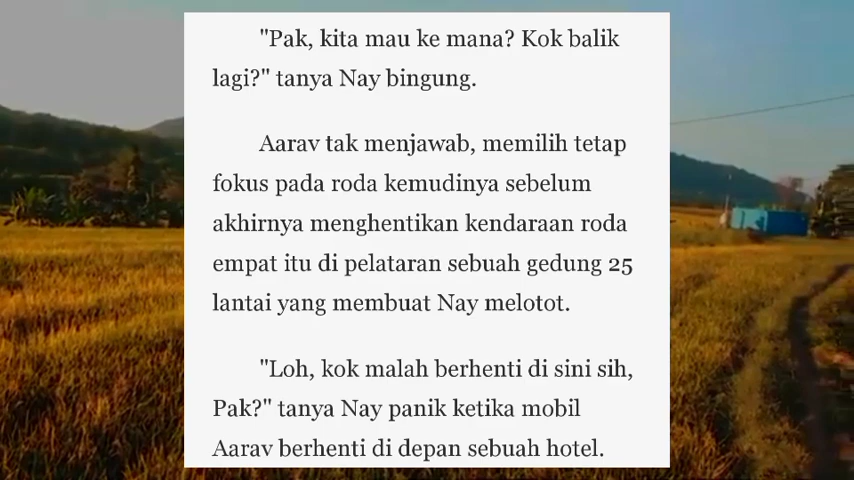 "Pak, kita mau ke mana? Kok balik
lagi?" tanya Nay bingung.
Aarav tak menjawab, memilih tetap
fokus pada roda kemudinya sebelum
akhirnya menghentikan kendaraan roda
empat itu di pelataran sebuah gedung 25
lantai yang membuat Nay melotot.
"Loh, kok malah berhenti di sini sih,
Pak?" tanya Nay panik ketika mobil
Aarav berhenti di depan sebuah hotel.